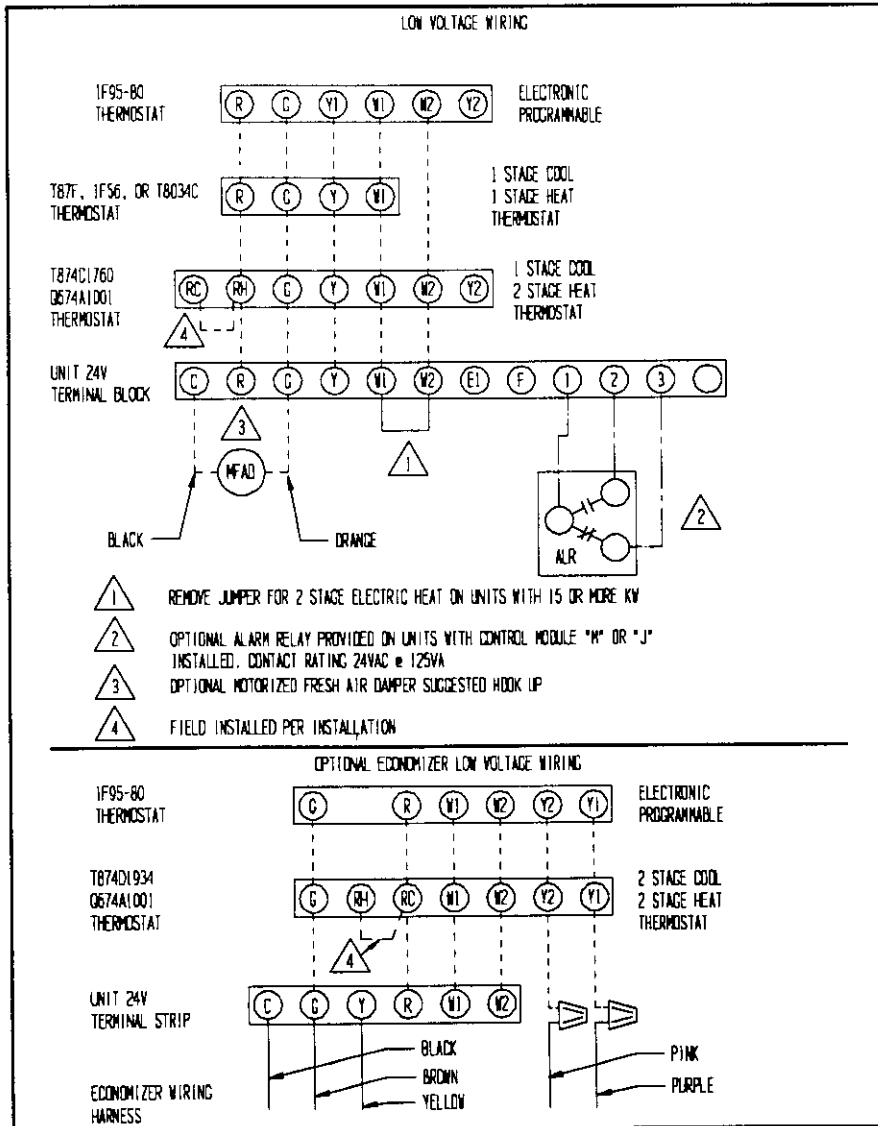 LOW VOLTAGE WIRING
1F95-80
THERMOSTAT
R G Y1 W1 W2 Y2
ELECTRONIC
PROGRAMMABLE
T87F, 1F56, OR T8034C
THERMOSTAT
R G Y W1
1 STAGE COOL
1 STAGE HEAT
THERMOSTAT
T874C1760
Q674A1001
THERMOSTAT
RC RH G Y W1 W2 Y2
1 STAGE COOL
2 STAGE HEAT
THERMOSTAT
4
UNIT 24V
TERMINAL BLOCK
C R G Y W1 W2 E1 F 1 2 3
3
1
MFAD
BLACK
ORANGE
ALR
2
1 REMOVE JUMPER FOR 2 STAGE ELECTRIC HEAT ON UNITS WITH 15 OR MORE KW
2 OPTIONAL ALARM RELAY PROVIDED ON UNITS WITH CONTROL MODULE "M" OR "J"
INSTALLED. CONTACT RATING 24VAC @ 125VA
3 OPTIONAL MOTORIZED FRESH AIR DAMPER SUGGESTED HOOK UP
4 FIELD INSTALLED PER INSTALLATION
OPTIONAL ECONOMIZER LOW VOLTAGE WIRING
1F95-80
THERMOSTAT
G R W1 W2 Y2 Y1
ELECTRONIC
PROGRAMMABLE
T874D1934
Q674A1001
THERMOSTAT
G RH RC W1 W2 Y2 Y1
2 STAGE COOL
2 STAGE HEAT
THERMOSTAT
4
UNIT 24V
TERMINAL STRIP
C G Y R W1 W2
BLACK
BROWN
YELLOW
PINK
PURPLE
ECONOMIZER WIRING
HARNESS